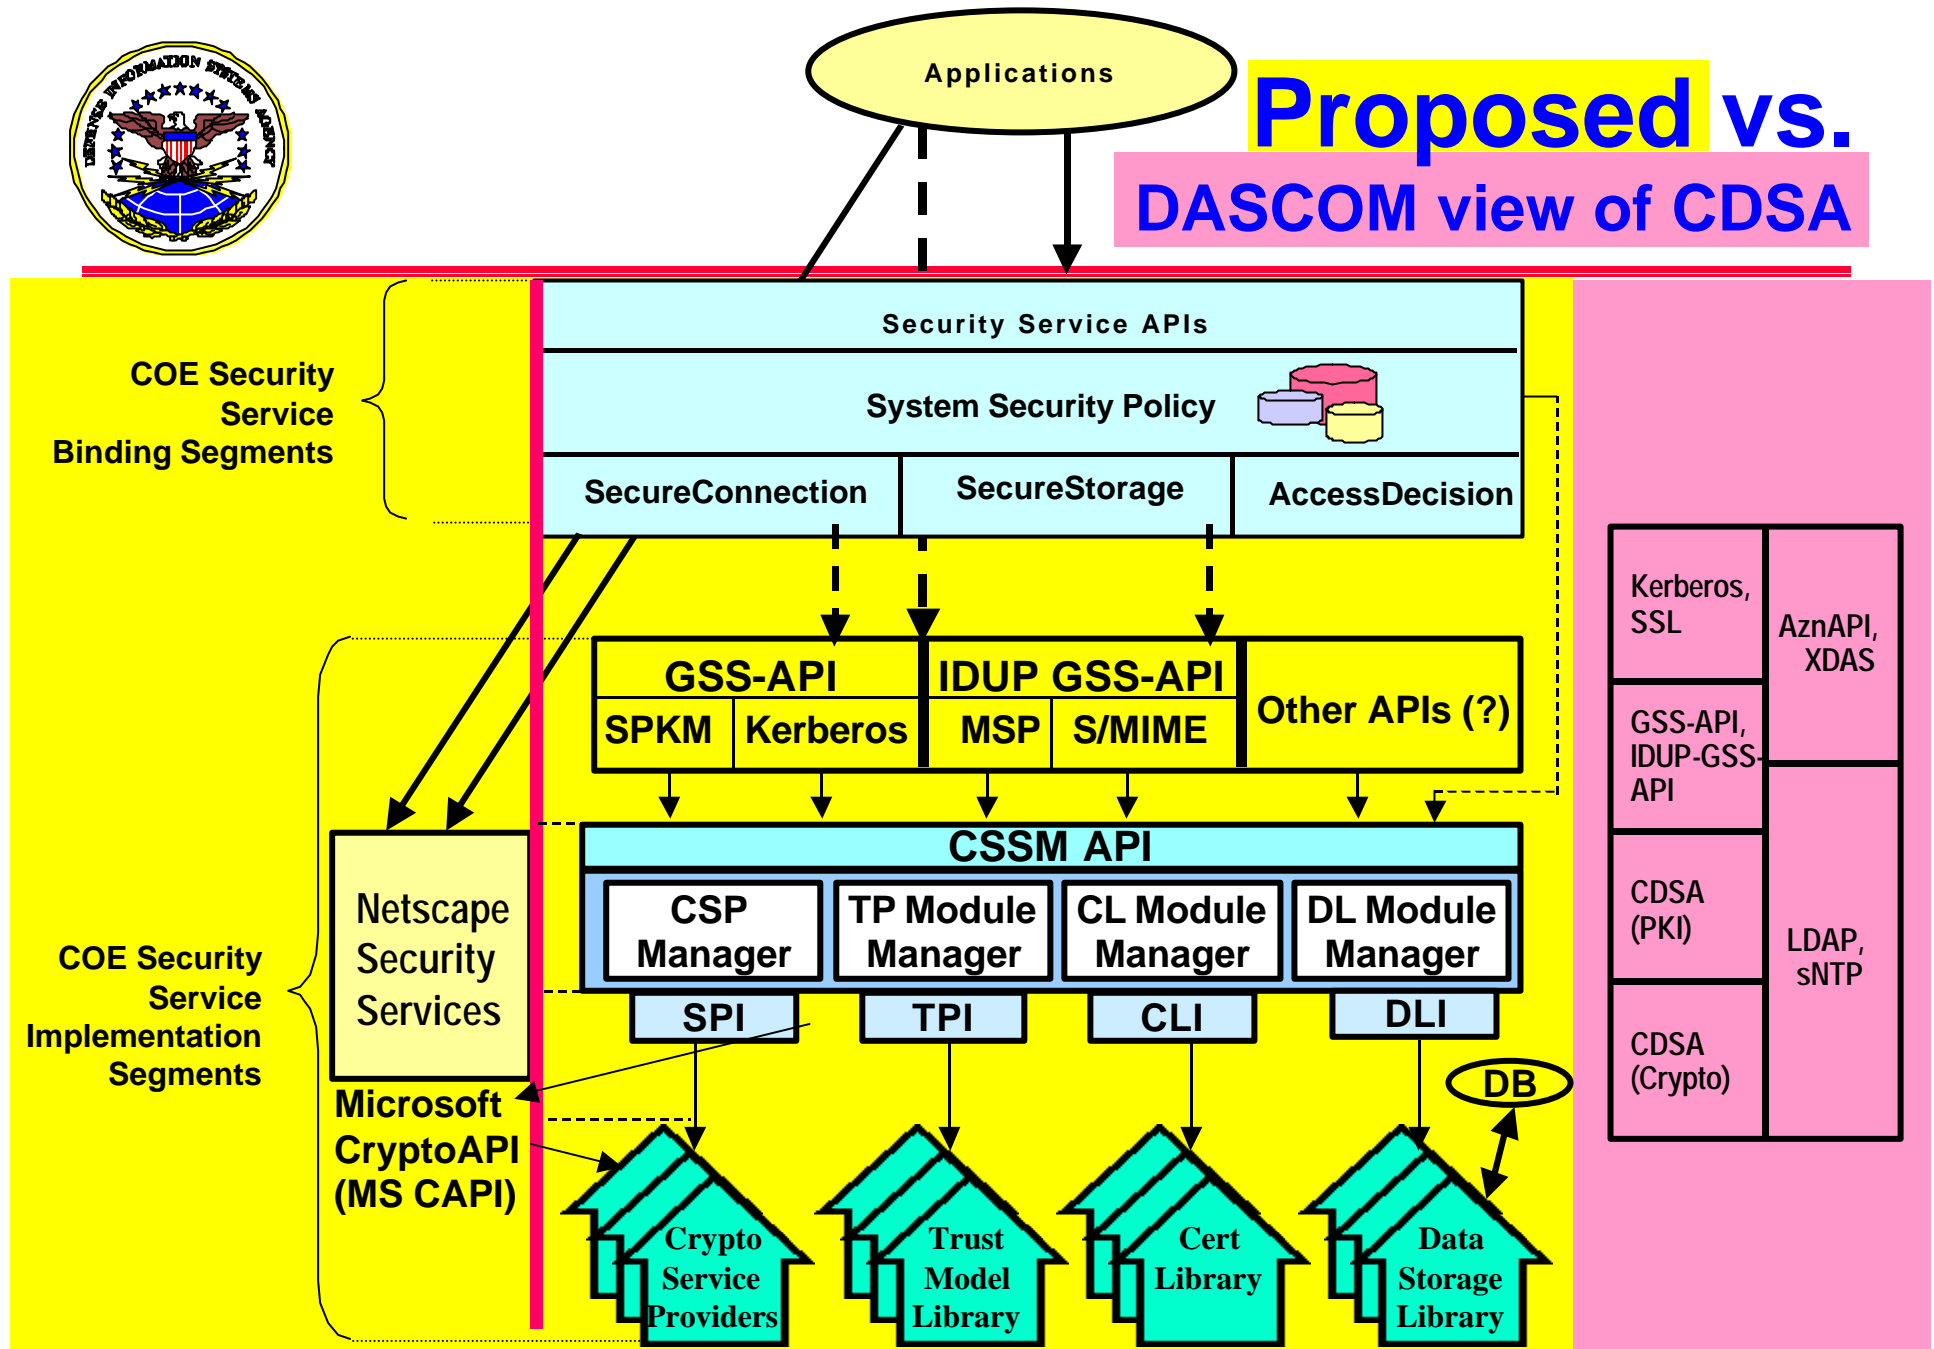 DEFENSE INFORMATION SYSTEMS AGENCY
Applications
Proposed vs.
DASCOM view of CDSA
COE Security
Service
Binding Segments
Security Service APIs
System Security Policy
SecureConnection
SecureStorage
AccessDecision
GSS-API
IDUP GSS-API
Other APIs (?)
SPKM
Kerberos
MSP
S/MIME
CSSM API
CSP
Manager
TP Module
Manager
CL Module
Manager
DL Module
Manager
SPI
TPI
CLI
DLI
COE Security
Service
Implementation
Segments
Netscape
Security
Services
Microsoft
CryptoAPI
(MS CAPI)
DB
Crypto
Service
Providers
Trust
Model
Library
Cert
Library
Data
Storage
Library
Kerberos,
SSL
AznAPI,
XDAS
GSS-API,
IDUP-GSS-
API
CDSA
(PKI)
LDAP,
sNTP
CDSA
(Crypto)